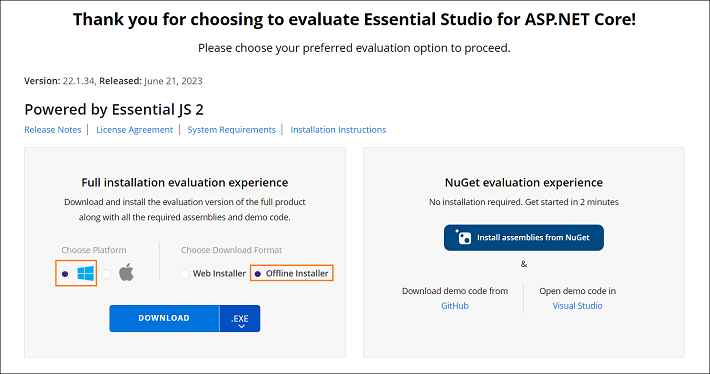 Thank you for choosing to evaluate Essential Studio for ASP.NET Core!
Please choose your preferred evaluation option to proceed.
Version: 22.1.34, Released: June 21, 2023
Powered by Essential JS 2
Release Notes | License Agreement | System Requirements | Installation Instructions
Full installation evaluation experience
Download and install the evaluation version of the full product
along with all the required assemblies and demo code.
Choose Platform
Choose Download Format
Web Installer
Offline Installer
DOWNLOAD
.EXE
NuGet evaluation experience
No installation required. Get started in 2 minutes
Install assemblies from NuGet
&
Download demo code from
GitHub
Open demo code in
Visual Studio